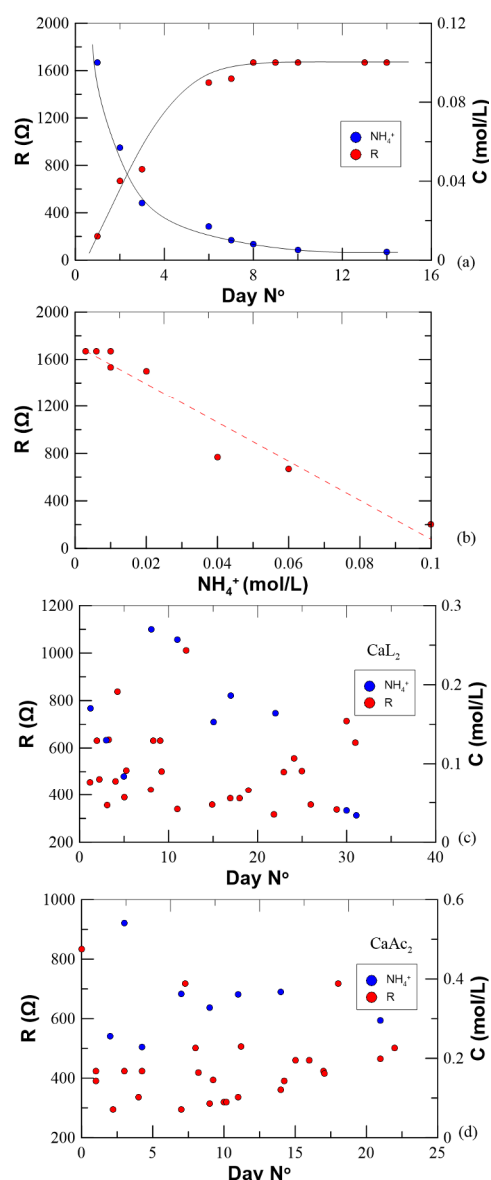 2000
1600
1200
800
400
0
R (Ω)
0.12
0.08
0.04
0
C (mol/L)
NH₄⁺
R
0 4 8 12 16
Day Nº
(a)
2000
1600
1200
800
400
0
R (Ω)
0 0.02 0.04 0.06 0.08 0.1
NH₄⁺ (mol/L)
(b)
1200
1000
800
600
400
200
R (Ω)
0.3
0.2
0.1
0
C (mol/L)
CaL₂
NH₄⁺
R
0 10 20 30 40
Day Nº
(c)
1000
800
600
400
200
R (Ω)
0.6
0.4
0.2
0
C (mol/L)
CaAc₂
NH₄⁺
R
0 5 10 15 20 25
Day Nº
(d)